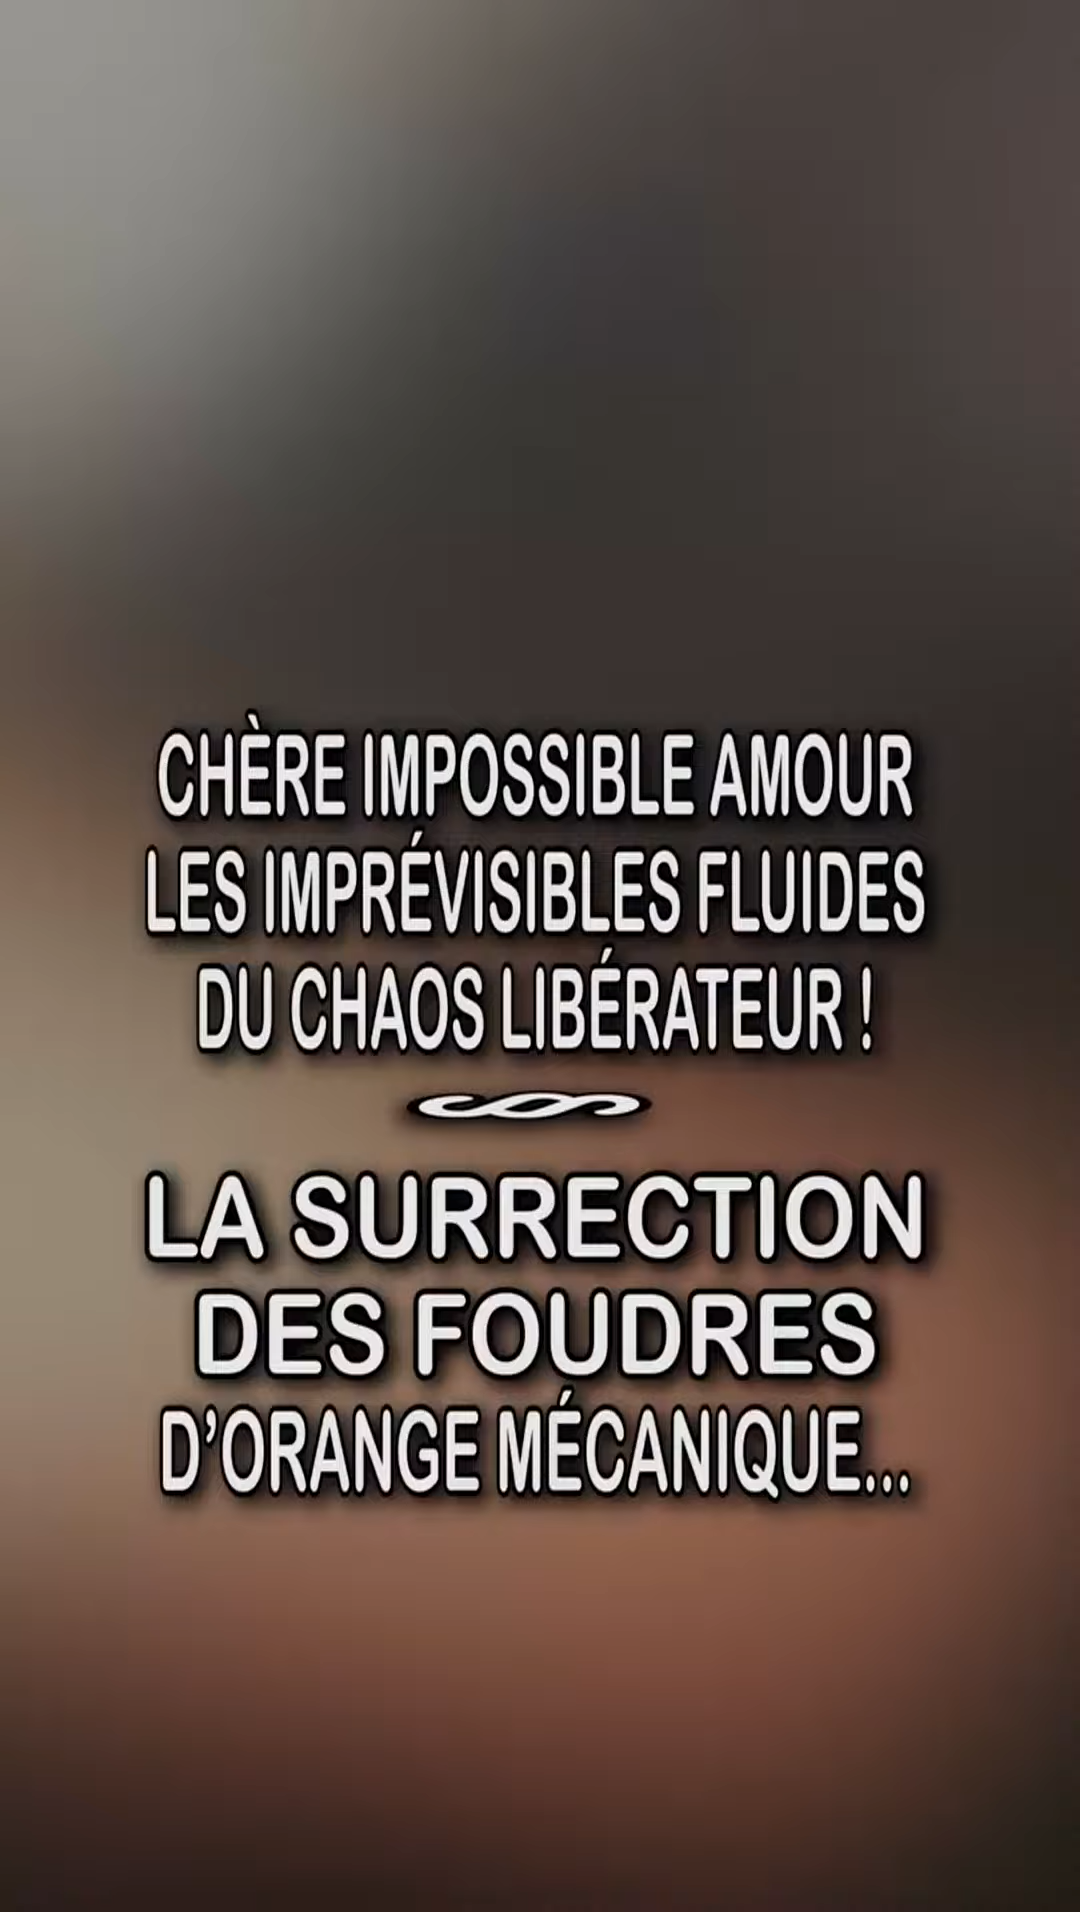 CHÈRE IMPOSSIBLE AMOUR
LES IMPRÉVISIBLES FLUIDES
DU CHAOS LIBÉRATEUR !
LA SURRECTION
DES FOUDRES
D’ORANGE MÉCANIQUE...